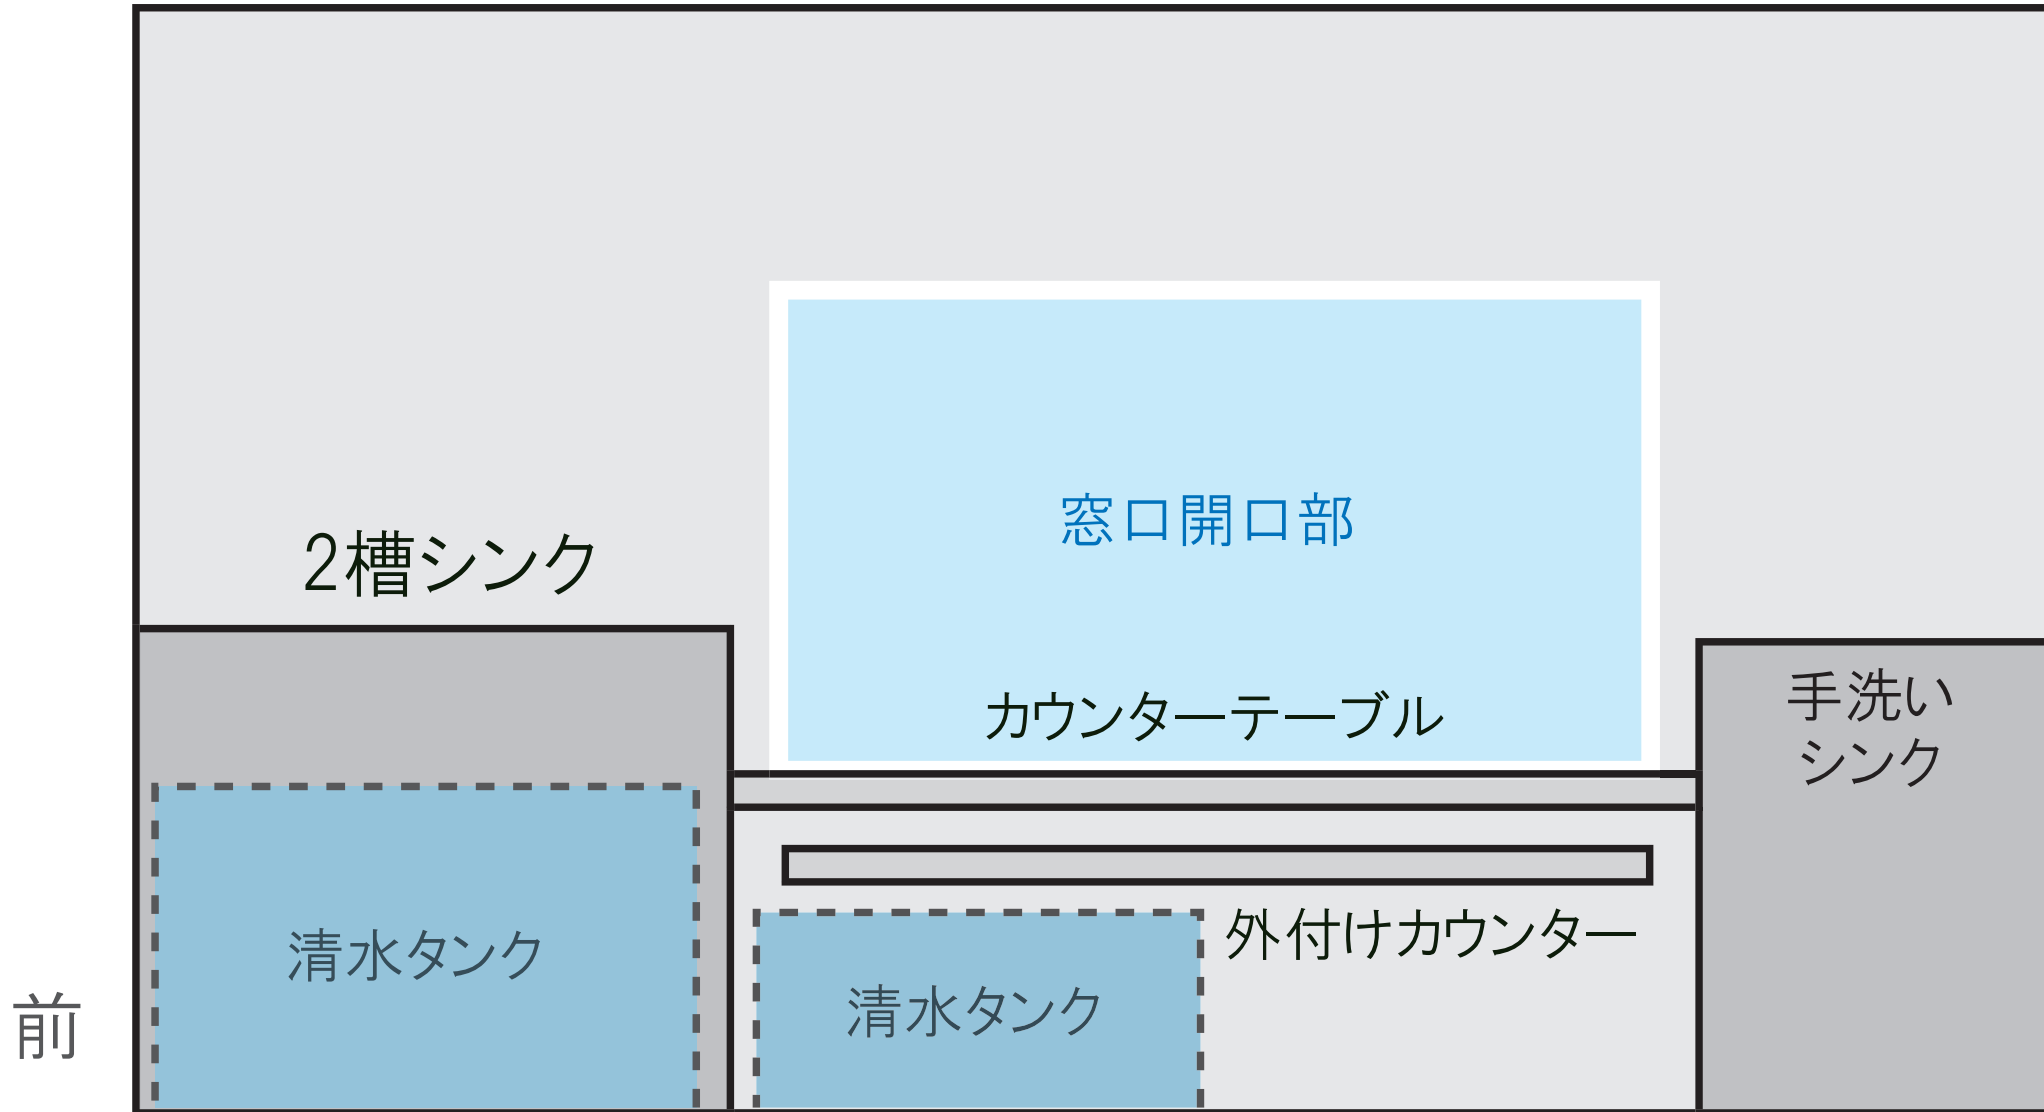 窓口開口部
2槽シンク
カウンターテーブル
手洗い
シンク
外付けカウンター
清水タンク
清水タンク
前